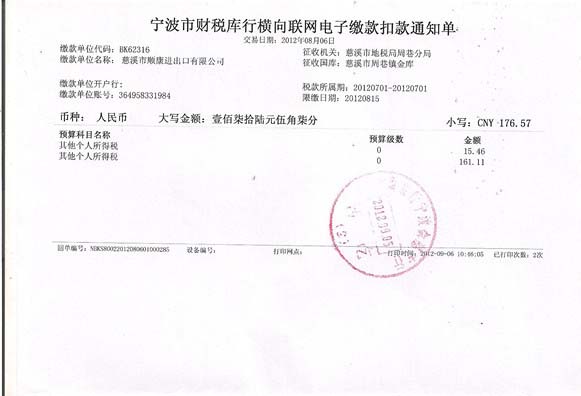 宁波市财税库行横向联网电子缴款扣款通知单
交易日期：2012年08月06日
缴款单位代码：BK62316 征收机关：慈溪市地税局周巷分局
缴款单位名称：慈溪市顺康进出口有限公司 征收国库：慈溪市周巷镇金库
缴款单位开户行： 税款所属期：20120701-20120701
缴款单位账号：364958331984 限缴日期：20120815
币种：人民币 大写金额：壹佰柒拾陆元伍角柒分 小写：CNY 176.57
预算科目名称 预算级数 金额
其他个人所得税 0 15.46
其他个人所得税 0 161.11
回单编号：NBKS80022012080601000285 设备编号： 打印网点： 打印时间：2012-09-06 10:46:05 已打印次数：2次